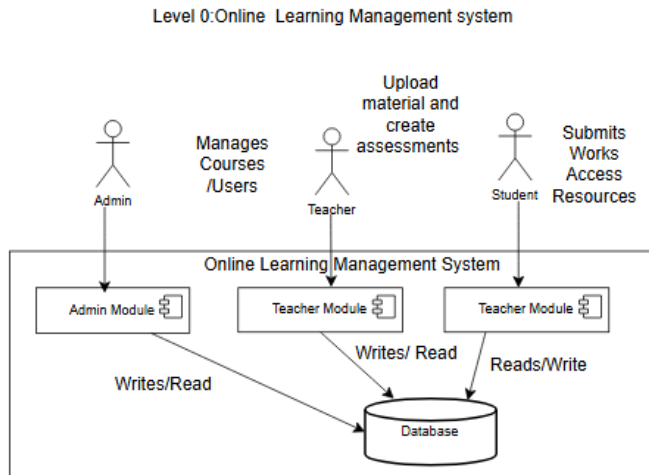 Level 0:Online Learning Management system
Upload
material and
create
assessments
Manages
Courses
/Users
Submits
Works
Access
Resources
Admin
Teacher
Student
Online Learning Management System
Admin Module
Teacher Module
Teacher Module
Writes/ Read
Reads/Write
Writes/Read
Database